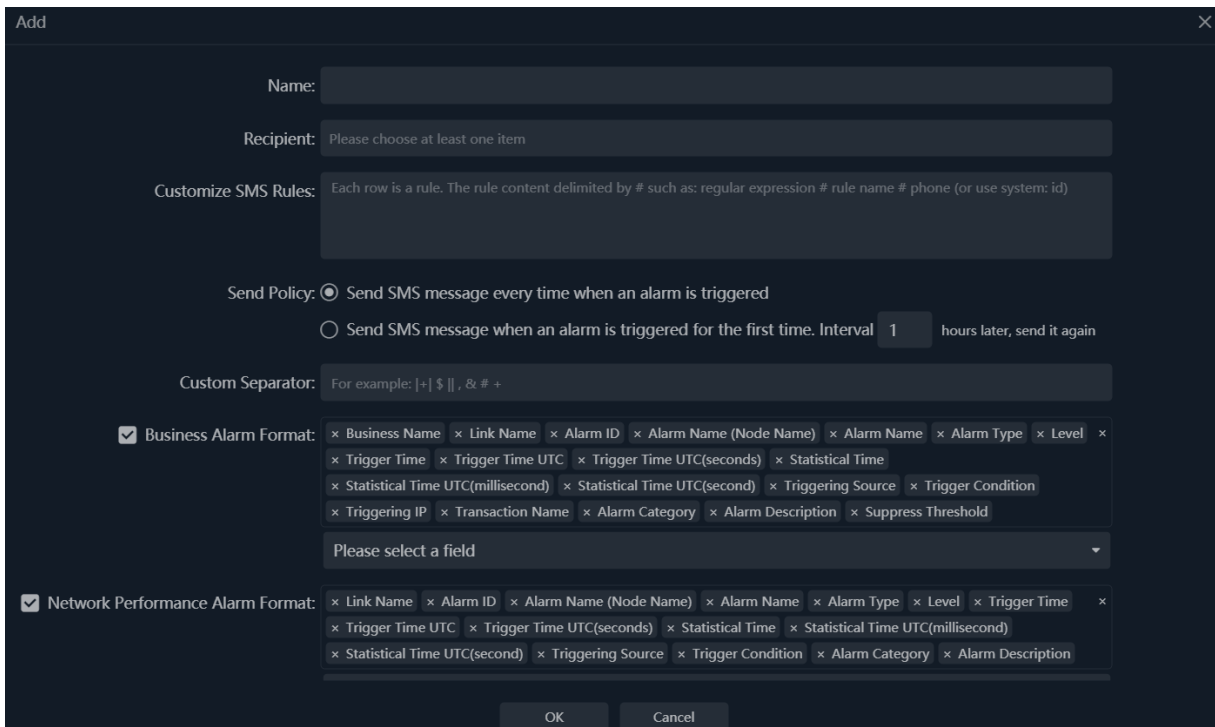 Add ×
Name:
Recipient: Please choose at least one item
Customize SMS Rules: Each row is a rule. The rule content delimited by # such as: regular expression # rule name # phone (or use system: id)
Send Policy: Send SMS message every time when an alarm is triggered
Send SMS message when an alarm is triggered for the first time. Interval 1 hours later, send it again
Custom Separator: For example: |+| $ || , & # +
Business Alarm Format: × Business Name × Link Name × Alarm ID × Alarm Name (Node Name) × Alarm Name × Alarm Type × Level ×
× Trigger Time × Trigger Time UTC × Trigger Time UTC(seconds) × Statistical Time
× Statistical Time UTC(millisecond) × Statistical Time UTC(second) × Triggering Source × Trigger Condition
× Triggering IP × Transaction Name × Alarm Category × Alarm Description × Suppress Threshold
Please select a field
Network Performance Alarm Format: × Link Name × Alarm ID × Alarm Name (Node Name) × Alarm Name × Alarm Type × Level × Trigger Time ×
× Trigger Time UTC × Trigger Time UTC(seconds) × Statistical Time × Statistical Time UTC(millisecond)
× Statistical Time UTC(second) × Triggering Source × Trigger Condition × Alarm Category × Alarm Description
OK Cancel